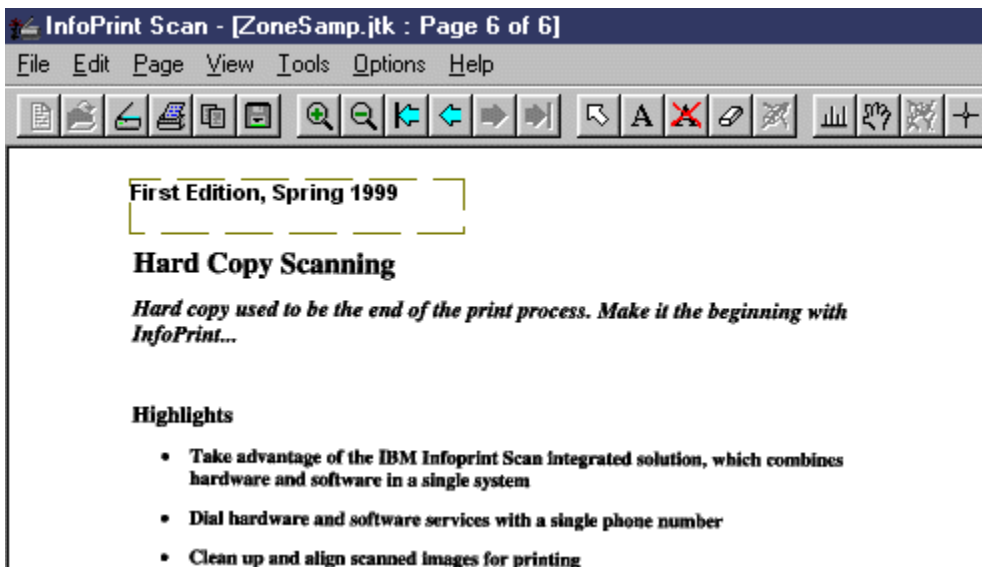 InfoPrint Scan - [ZoneSamp.jtk : Page 6 of 6]
File Edit Page View Tools Options Help
A A
First Edition, Spring 1999
Hard Copy Scanning
Hard copy used to be the end of the print process. Make it the beginning with
InfoPrint...
Highlights
• Take advantage of the IBM Infoprint Scan integrated solution, which combines
hardware and software in a single system
• Dial hardware and software services with a single phone number
• Clean up and align scanned images for printing